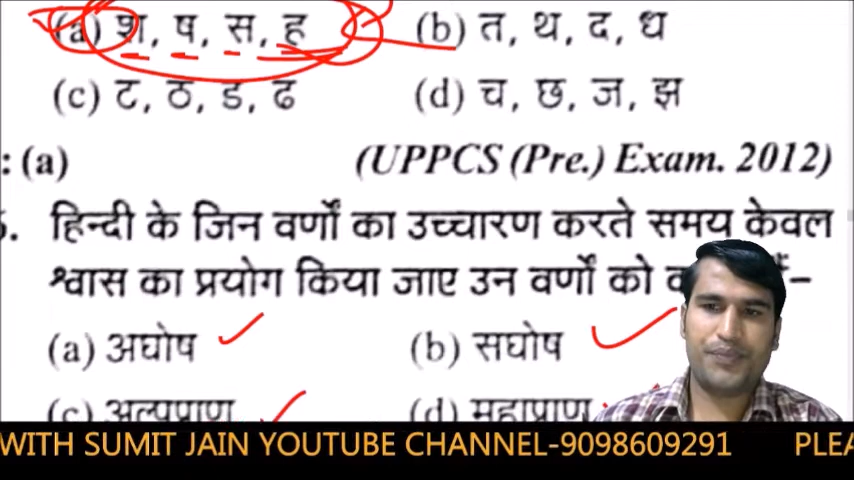 (a) श, ष, स, ह (b) त, थ, द, ध
(c) ट, ठ, ड, ढ (d) च, छ, ज, झ
: (a) (UPPCS (Pre.) Exam. 2012)
हिन्दी के जिन वर्णों का उच्चारण करते समय केवल
श्वास का प्रयोग किया जाए उन वर्णों को
(a) अघोष (b) सघोष
(c) अल्पप्राण (d) महाप्राण
WITH SUMIT JAIN YOUTUBE CHANNEL-9098609291 PLEA